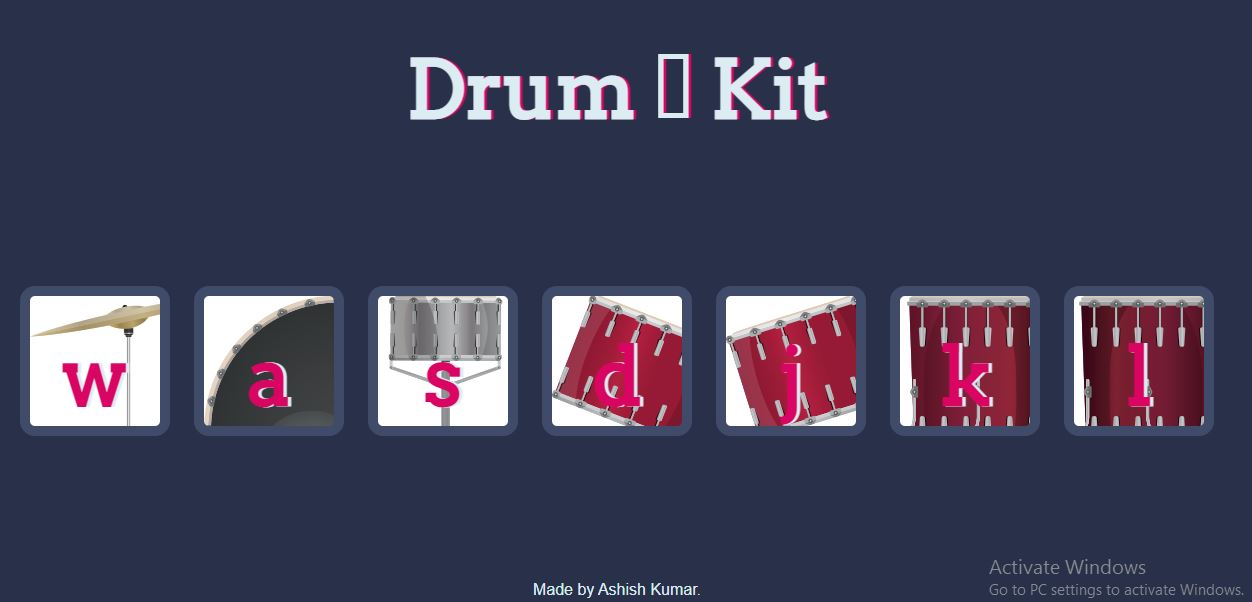 Drum ▯ Kit
w a s d j k l
Activate Windows
Made by Ashish Kumar.
Go to PC settings to activate Windows.